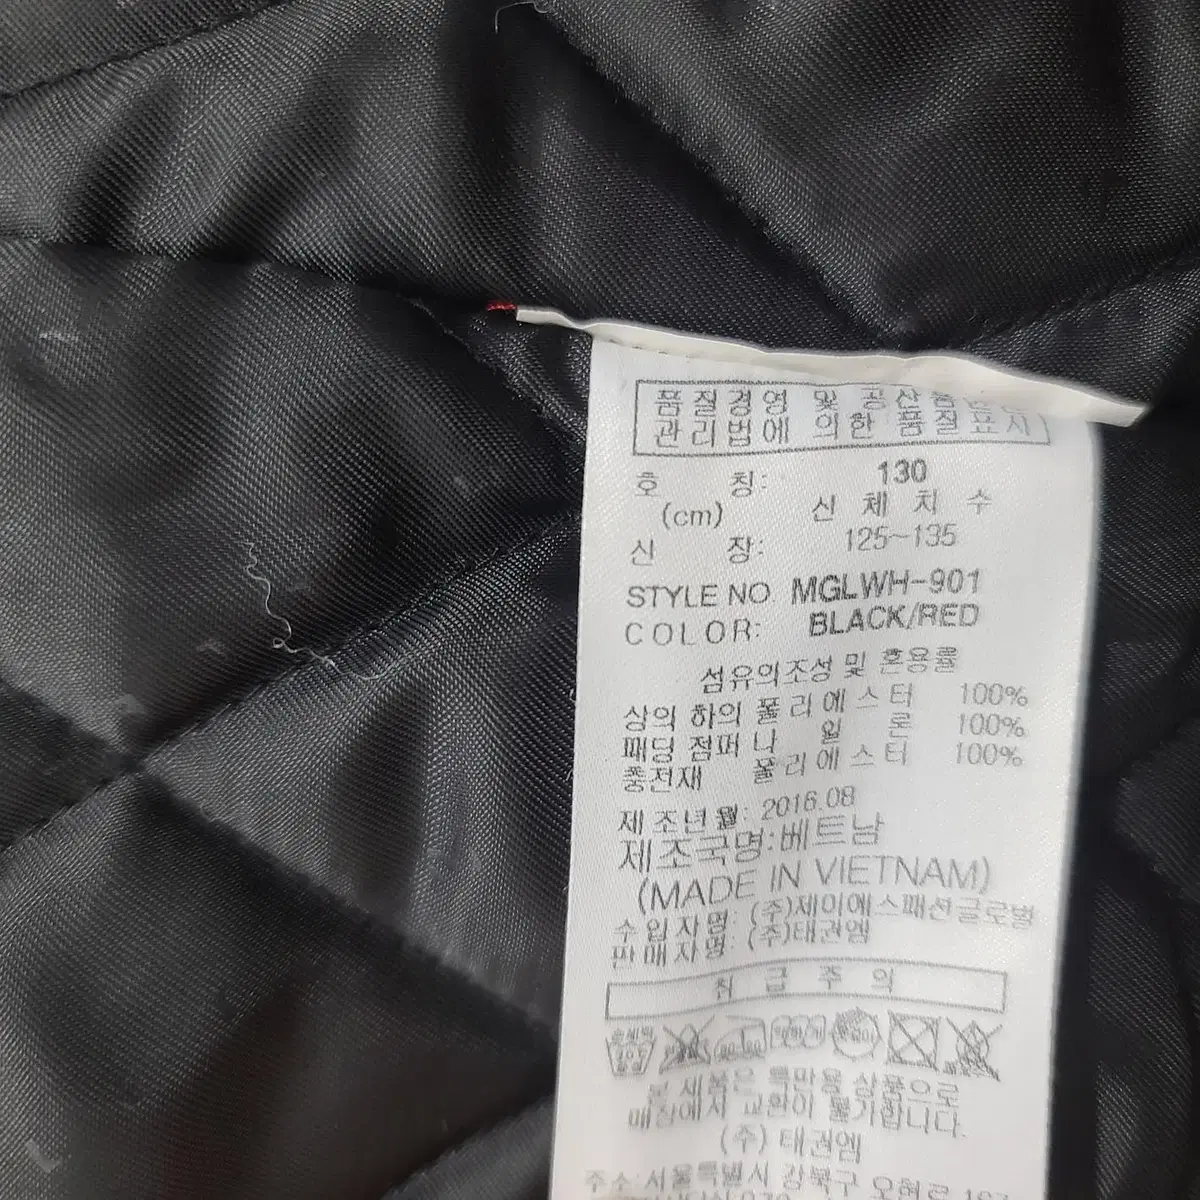 품질경영 및 공산품안전
관리법에 의한 품질표시
호 칭: 130
(cm) 신 체 치 수
신 장: 125~135
STYLE NO MGLWH-901
COLOR: BLACK/RED
섬유의조성 및 혼용률
상의 하의 폴리에스터 100%
패딩 점퍼 나 일 론 100%
충전재 폴리에스터 100%
제조년월: 2016.08
제조국명:베트남
(MADE IN VIETNAM)
수입자명: (주)제이에스패션글로벌
판매자명: (주)태권엠
취 급 주 의
손세탁
본 제품은 특판용 상품으로
매장에서 교환이 불가합니다.
(주) 태권엠
주소:서울특별시 강북구 오현로